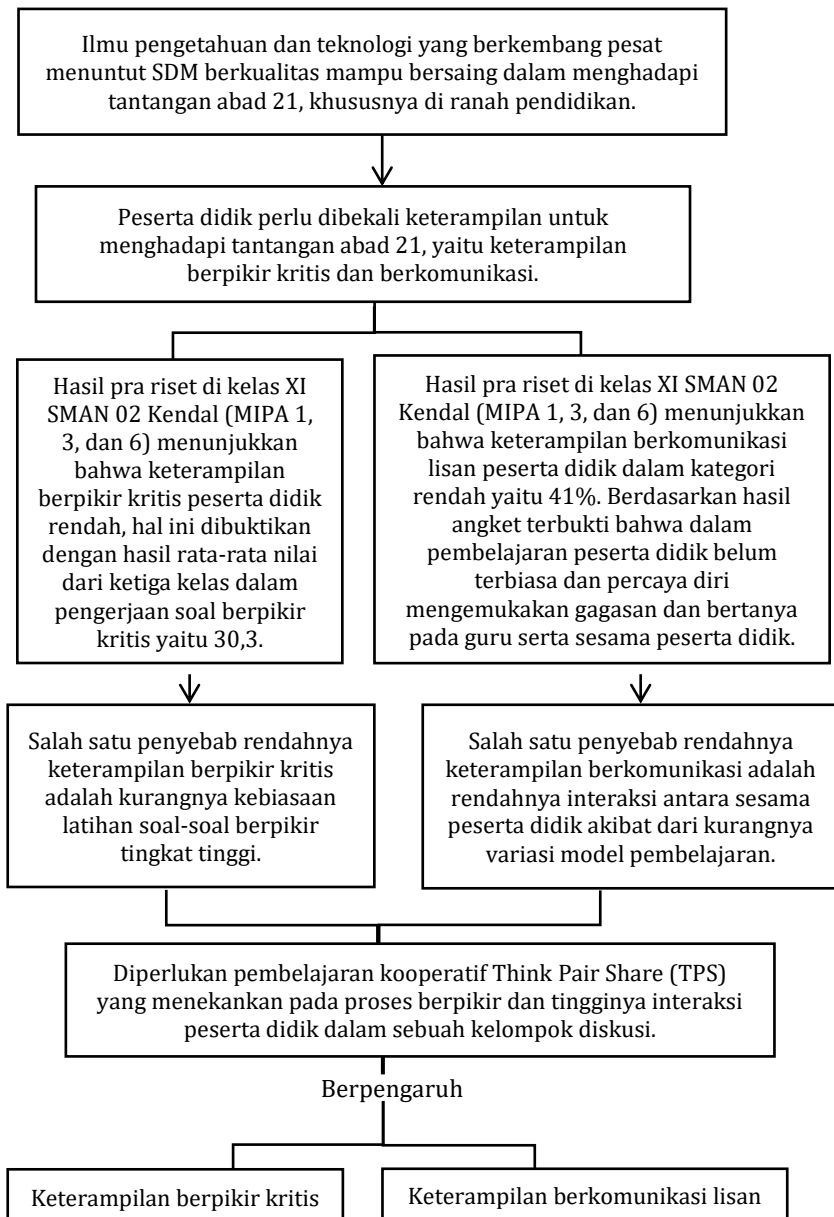 Ilmu pengetahuan dan teknologi yang berkembang pesat
menuntut SDM berkualitas mampu bersaing dalam menghadapi
tantangan abad 21, khususnya di ranah pendidikan.
Peserta didik perlu dibekali keterampilan untuk
menghadapi tantangan abad 21, yaitu keterampilan
berpikir kritis dan berkomunikasi.
Hasil pra riset di kelas XI
SMAN 02 Kendal (MIPA 1,
3, dan 6) menunjukkan
bahwa keterampilan
berpikir kritis peserta didik
rendah, hal ini dibuktikan
dengan hasil rata-rata nilai
dari ketiga kelas dalam
pengerjaan soal berpikir
kritis yaitu 30,3.
Hasil pra riset di kelas XI SMAN 02
Kendal (MIPA 1, 3, dan 6) menunjukkan
bahwa keterampilan berkomunikasi
lisan peserta didik dalam kategori
rendah yaitu 41%. Berdasarkan hasil
angket terbukti bahwa dalam
pembelajaran peserta didik belum
terbiasa dan percaya diri
mengemukakan gagasan dan bertanya
pada guru serta sesama peserta didik.
Salah satu penyebab rendahnya
keterampilan berpikir kritis
adalah kurangnya kebiasaan
latihan soal-soal berpikir
tingkat tinggi.
Salah satu penyebab rendahnya
keterampilan berkomunikasi adalah
rendahnya interaksi antara sesama
peserta didik akibat dari kurangnya
variasi model pembelajaran.
Diperlukan pembelajaran kooperatif Think Pair Share (TPS)
yang menekankan pada proses berpikir dan tingginya interaksi
peserta didik dalam sebuah kelompok diskusi.
Berpengaruh
Keterampilan berpikir kritis
Keterampilan berkomunikasi lisan